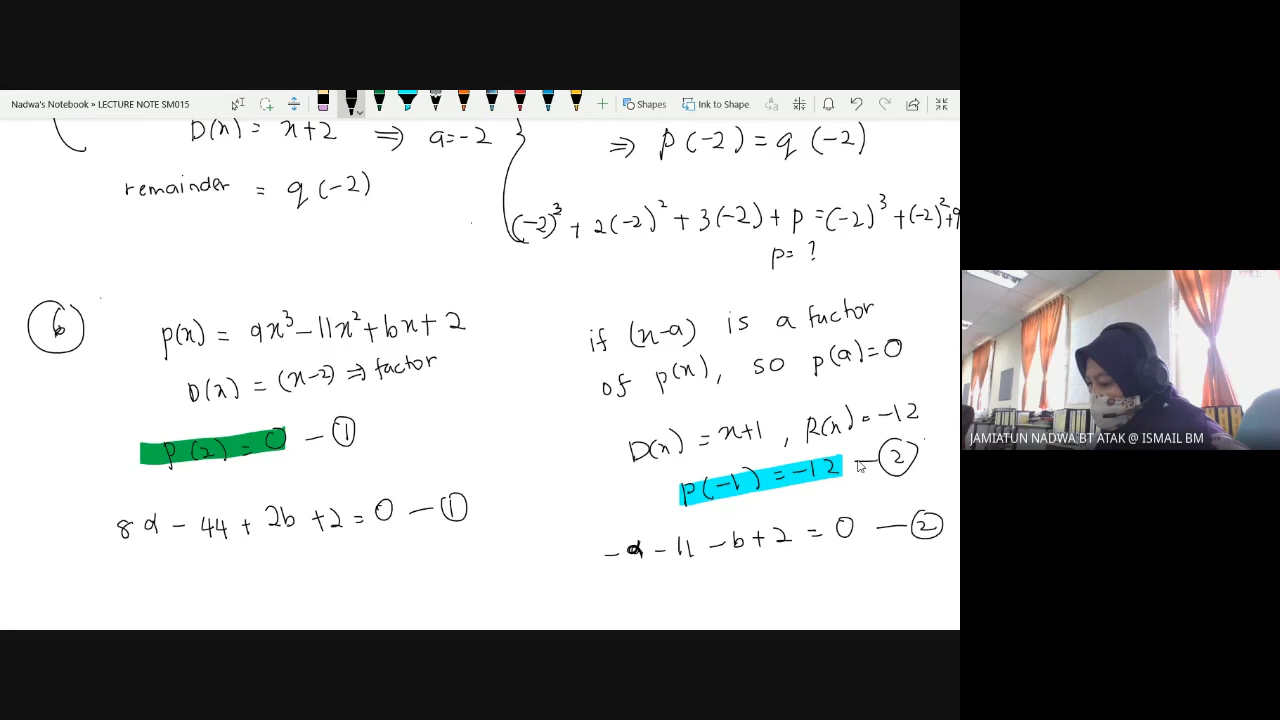 Nadwa's Notebook » LECTURE NOTE SM015
Shapes
Ink to Shape
D(x) = x+2 ⇒ a=-2
remainder = q(-2)
⇒ p(-2) = q(-2)
(-2)³ + 2(-2)² + 3(-2) + p = (-2)³ + (-2)² + 9
p= ?
6
p(x) = ax³ - 11x² + bx + 2
D(x) = (x-2) ⇒ factor
p(2) = 0 — ①
8a - 44 + 2b + 2 = 0 — ①
if (x-a) is a factor
of p(x), so p(a)=0
D(x) = x+1, R(x) = -12
p(-1) = -12 — ②
-a - 11 - b + 2 = 0 — ②
JAMIATUN NADWA BT ATAK @ ISMAIL BM